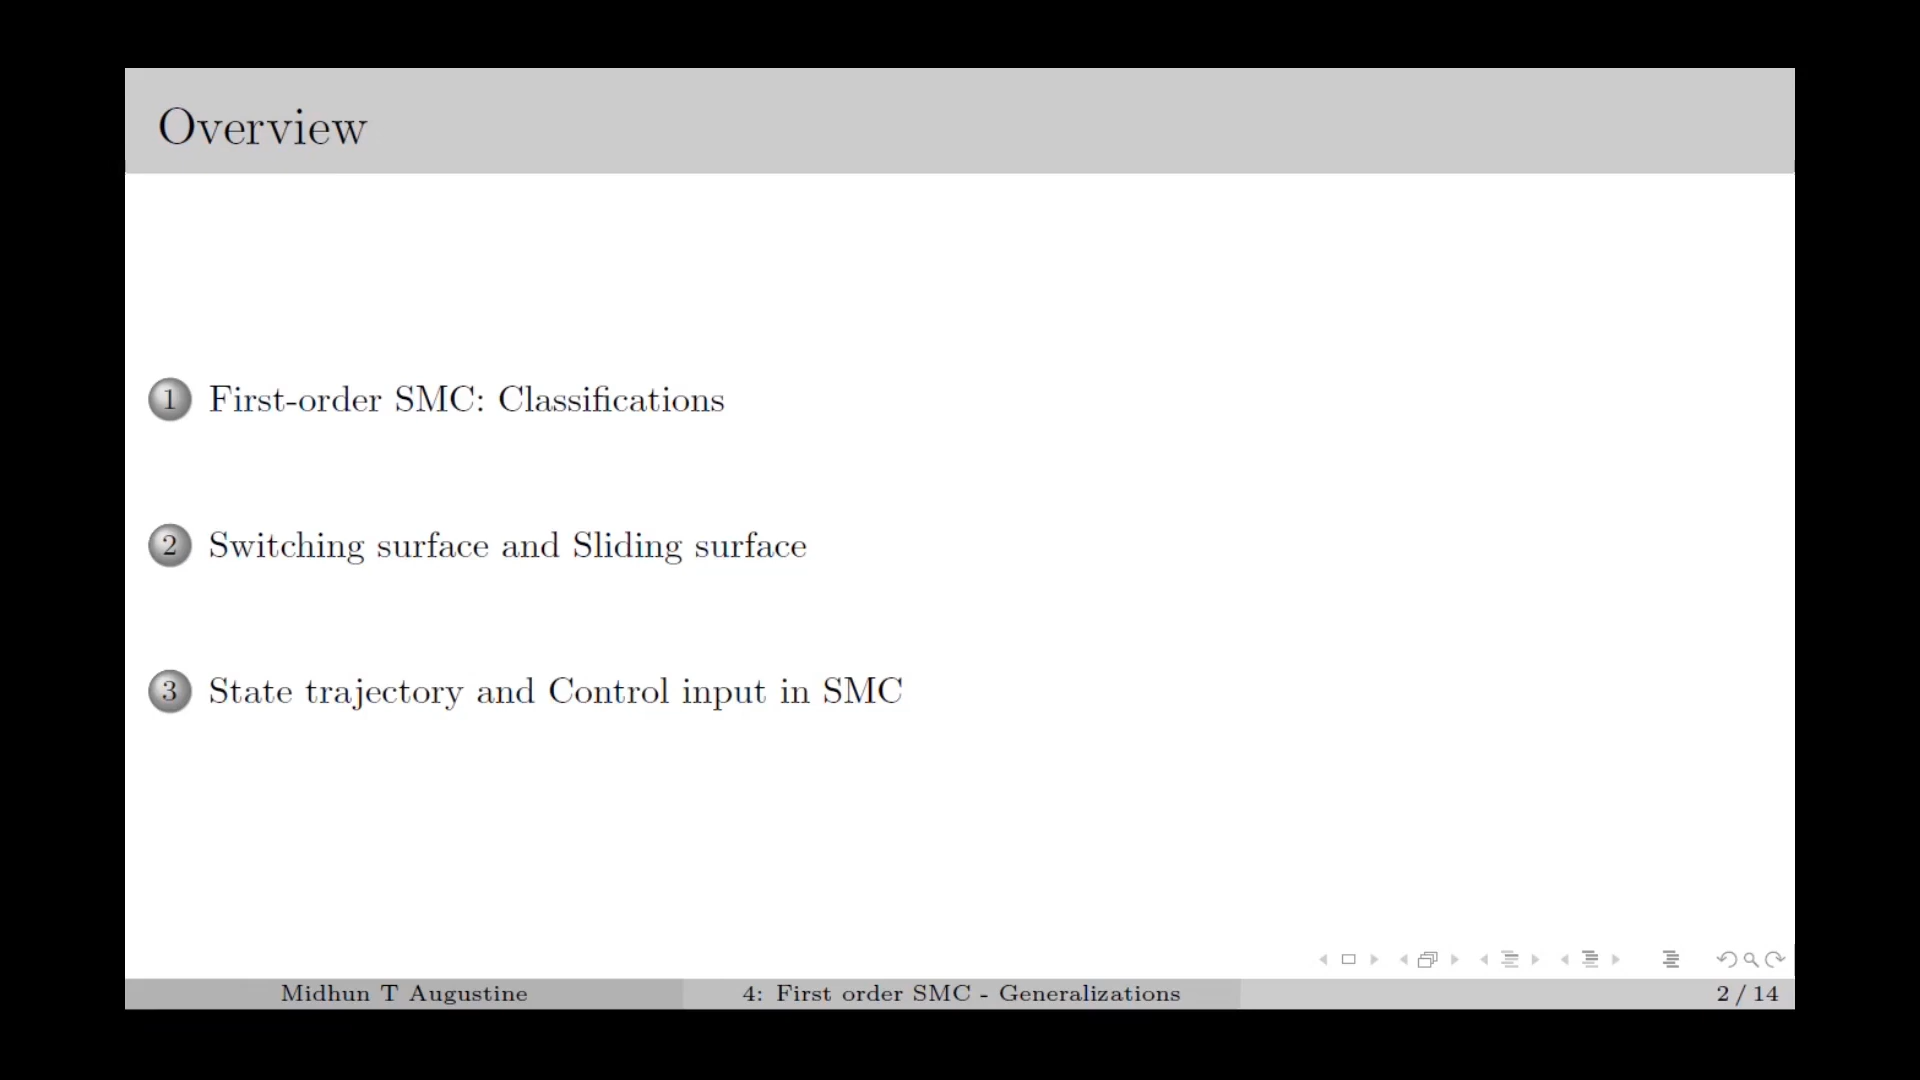 Overview
1 First-order SMC: Classifications
2 Switching surface and Sliding surface
3 State trajectory and Control input in SMC
Midhun T Augustine 4: First order SMC - Generalizations 2 / 14